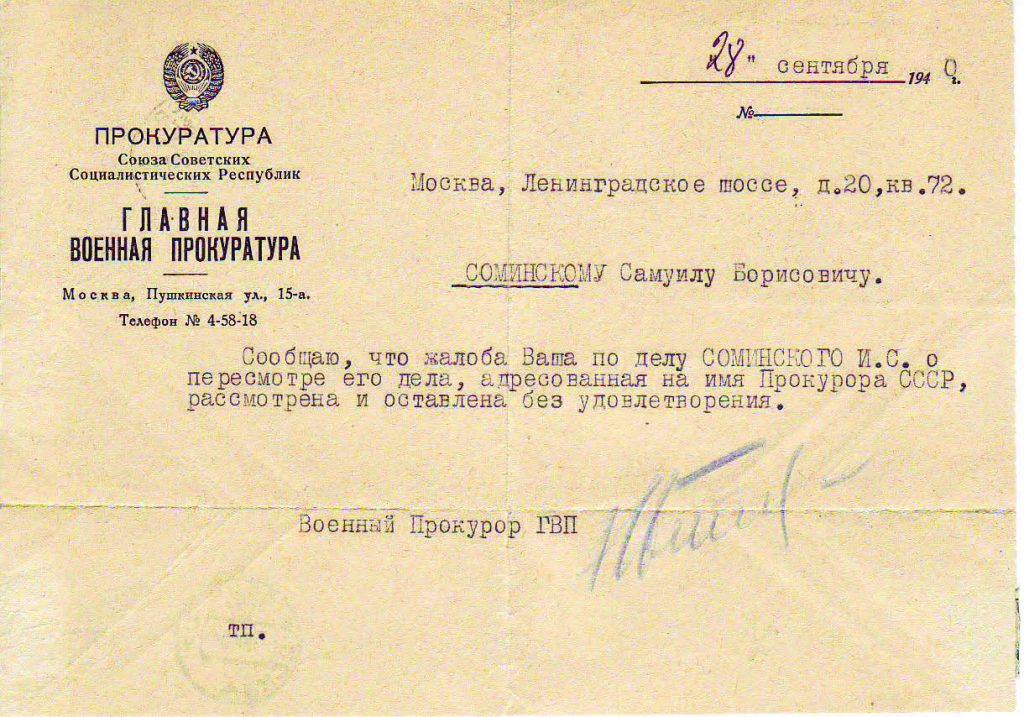 ПРОКУРАТУРА
Союза Советских
Социалистических Республик
ГЛАВНАЯ
ВОЕННАЯ ПРОКУРАТУРА
Москва, Пушкинская ул., 15-а.
Телефон № 4-58-18
28" сентября 1940 г.
№
Москва, Ленинградское шоссе, д.20,кв.72.
СОМИНСКОМУ Самуилу Борисовичу.
Сообщаю, что жалоба Ваша по делу СОМИНСКОГО И.С. о
пересмотре его дела, адресованная на имя Прокурора СССР,
рассмотрена и оставлена без удовлетворения.
Военный Прокурор ГВП
тп.